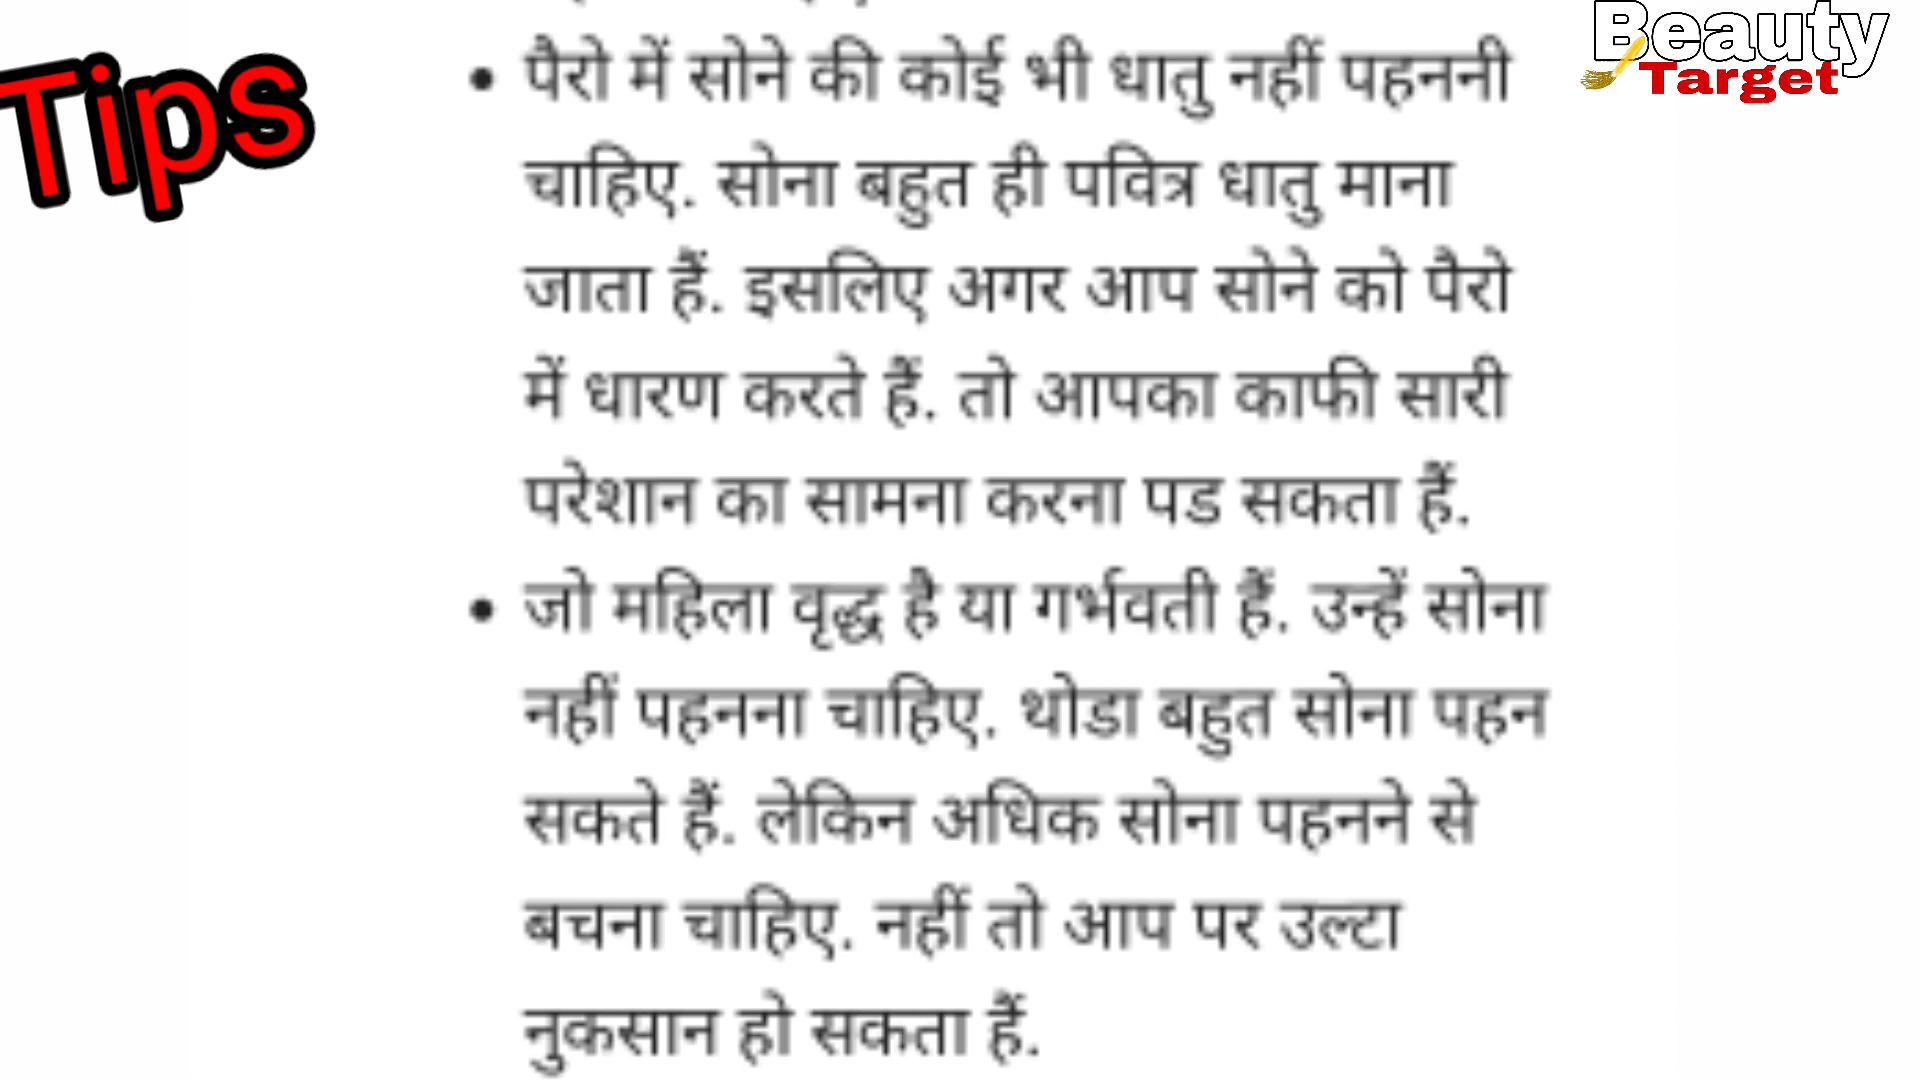 Tips
Beauty
Target
• पैरो में सोने की कोई भी धातु नहीं पहननी
चाहिए. सोना बहुत ही पवित्र धातु माना
जाता हैं. इसलिए अगर आप सोने को पैरो
में धारण करते हैं. तो आपका काफी सारी
परेशान का सामना करना पड सकता हैं.
• जो महिला वृद्ध है या गर्भवती हैं. उन्हें सोना
नहीं पहनना चाहिए. थोडा बहुत सोना पहन
सकते हैं. लेकिन अधिक सोना पहनने से
बचना चाहिए. नहीं तो आप पर उल्टा
नुकसान हो सकता हैं.